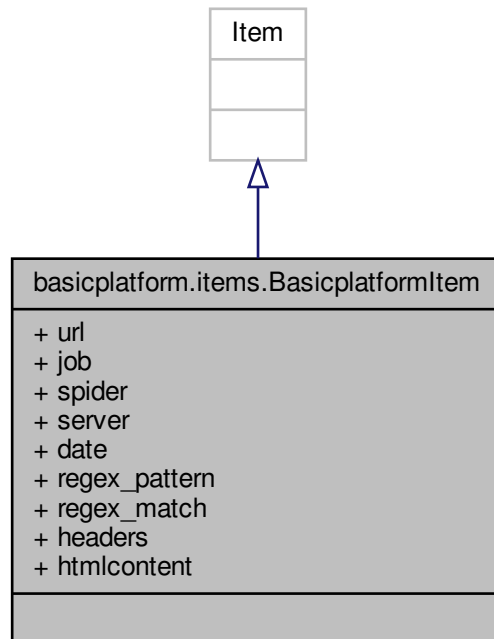 Item
basicplatform.items.BasicplatformItem
+ url
+ job
+ spider
+ server
+ date
+ regex_pattern
+ regex_match
+ headers
+ htmlcontent